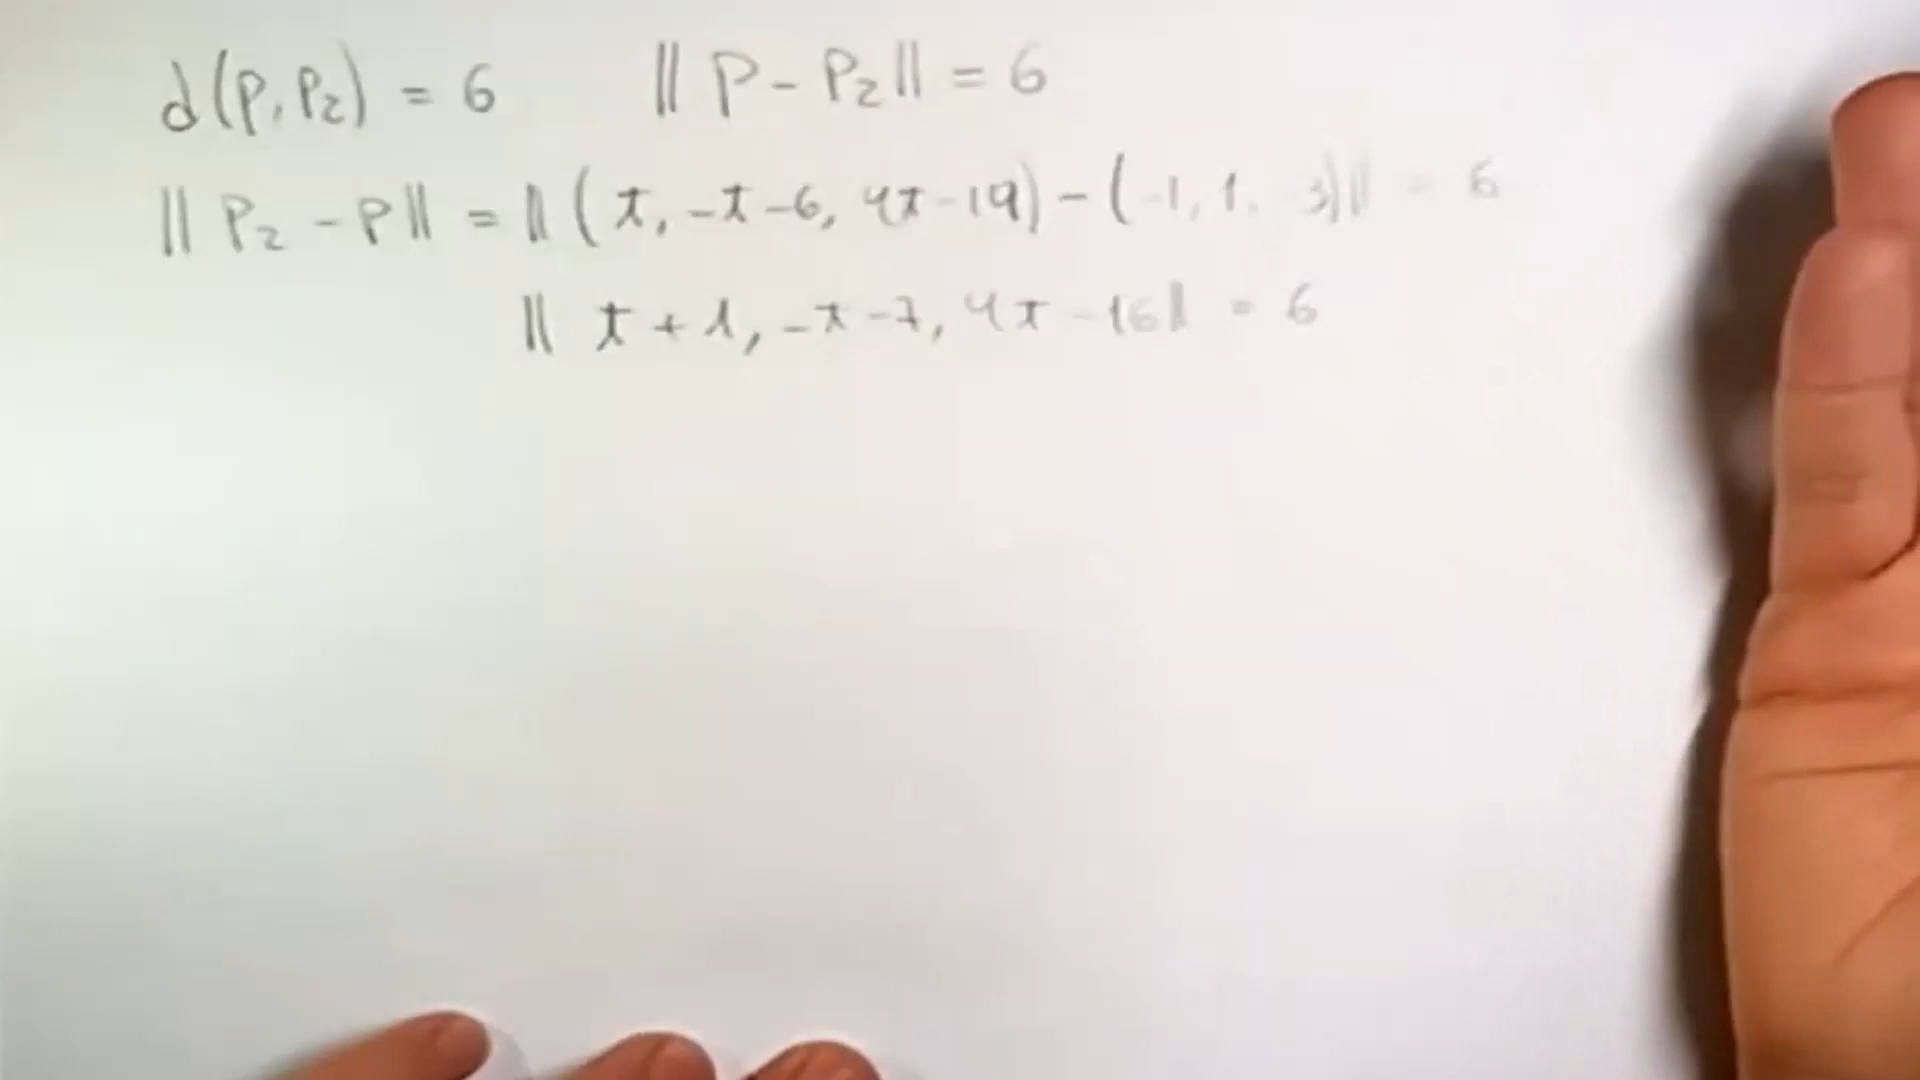 d(P, P₂) = 6 || P - P₂ || = 6
|| P₂ - P || = || (t, -t-6, 4t-19) - (-1, 1, -3) || = 6
|| t+1, -t-7, 4t-16 || = 6